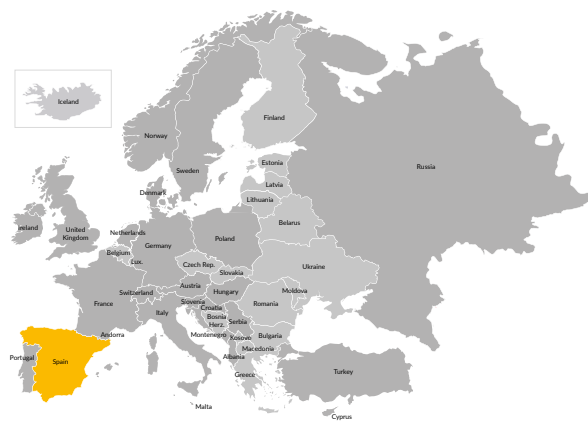 Iceland
Finland
Norway
Russia
Estonia
Sweden
Latvia
Denmark
Lithuania
Ireland
United
Kingdom
Belarus
Netherlands
Poland
Germany
Belgium
Lux.
Czech Rep.
Ukraine
Slovakia
Austria
Switzerland
Hungary
Moldova
France
Slovenia
Romania
Croatia
Italy
Bosnia
Herz.
Serbia
Andorra
Montenegro
Kosovo
Bulgaria
Macedonia
Portugal
Spain
Albania
Greece
Turkey
Malta
Cyprus